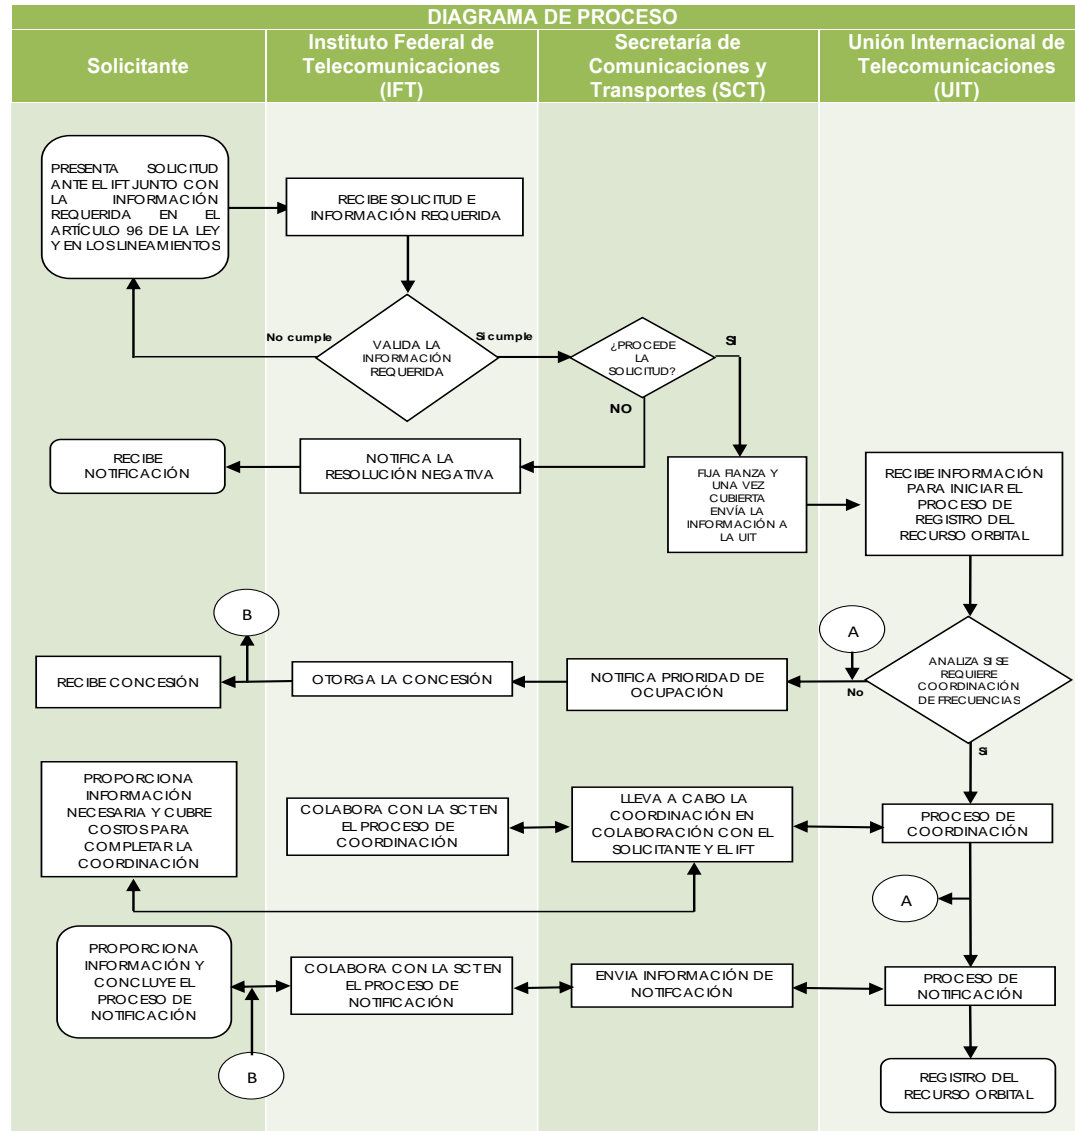 DIAGRAMA DE PROCESO
Solicitante
Instituto Federal de
Telecomunicaciones
(IFT)
Secretaría de
Comunicaciones y
Transportes (SCT)
Unión Internacional de
Telecomunicaciones
(UIT)
PRESENTA SOLICITUD
ANTE EL IFT JUNTO CON
LA INFORMACIÓN
REQUERIDA EN EL
ARTÍCULO 96 DE LA LEY
Y EN LOS LINEAMIENTOS
RECIBE SOLICITUD E
INFORMACIÓN REQUERIDA
No cumple
VALIDA LA
INFORMACIÓN
REQUERIDA
Si cumple
¿PROCEDE
LA
SOLICITUD?
SI
NO
RECIBE
NOTIFICACIÓN
NOTIFICA LA
RESOLUCIÓN NEGATIVA
FIJA FIANZA Y
UNA VEZ
CUBIERTA
ENVÍA LA
INFORMACIÓN A
LA UIT
RECIBE INFORMACIÓN
PARA INICIAR EL
PROCESO DE
REGISTRO DEL
RECURSO ORBITAL
B
A
RECIBE CONCESIÓN
OTORGA LA CONCESIÓN
NOTIFICA PRIORIDAD DE
OCUPACIÓN
No
ANALIZA SI SE
REQUIERE
COORDINACIÓN
DE FRECUENCIAS
Sí
PROPORCIONA
INFORMACIÓN
NECESARIA Y CUBRE
COSTOS PARA
COMPLETAR LA
COORDINACIÓN
COLABORA CON LA SCT EN
EL PROCESO DE
COORDINACIÓN
LLEVA A CABO LA
COORDINACIÓN EN
COLABORACIÓN CON EL
SOLICITANTE Y EL IFT
PROCESO DE
COORDINACIÓN
A
PROPORCIONA
INFORMACIÓN Y
CONCLUYE EL
PROCESO DE
NOTIFICACIÓN
COLABORA CON LA SCT EN
EL PROCESO DE
NOTIFICACIÓN
ENVIA INFORMACIÓN DE
NOTIFCACIÓN
PROCESO DE
NOTIFICACIÓN
B
REGISTRO DEL
RECURSO ORBITAL